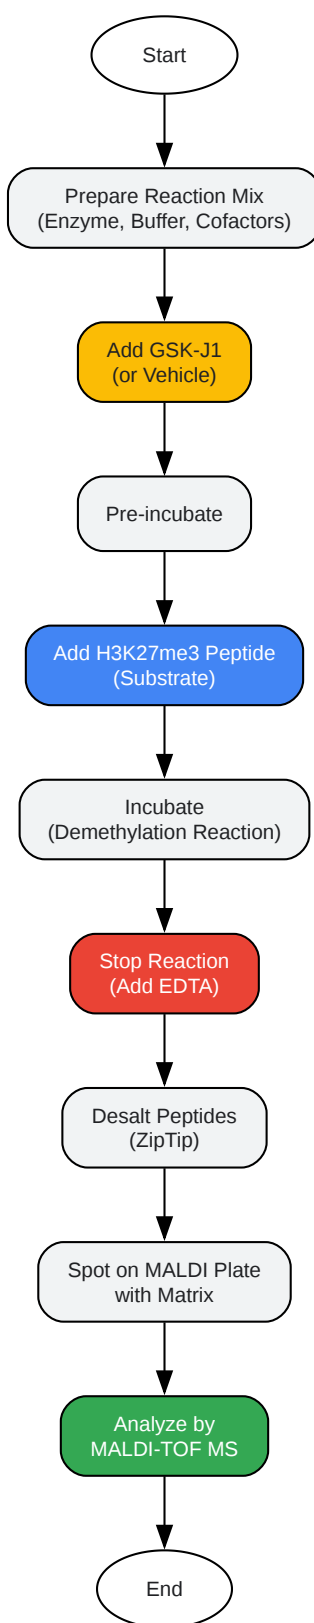 Start
Prepare Reaction Mix
(Enzyme, Buffer, Cofactors)
Add GSK-J1
(or Vehicle)
Pre-incubate
Add H3K27me3 Peptide
(Substrate)
Incubate
(Demethylation Reaction)
Stop Reaction
(Add EDTA)
Desalt Peptides
(ZipTip)
Spot on MALDI Plate
with Matrix
Analyze by
MALDI-TOF MS
End